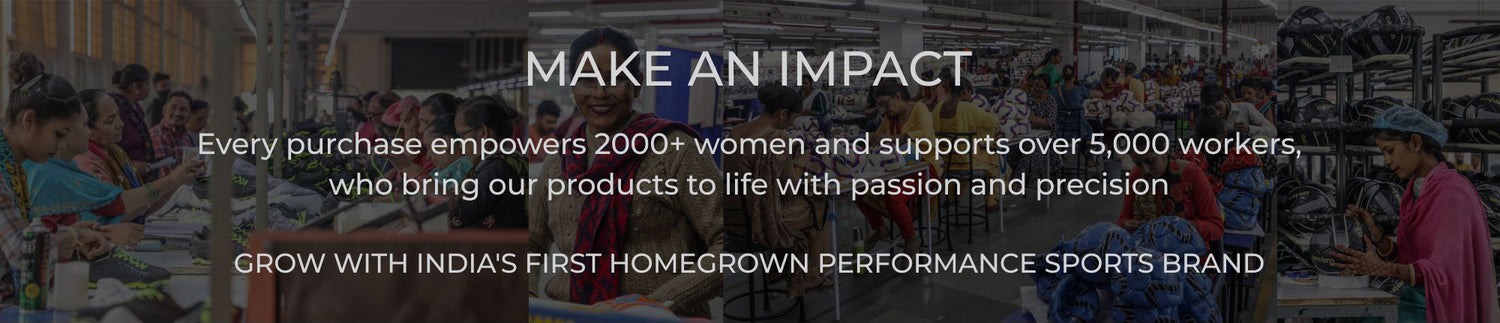 MAKE AN IMPACT
Every purchase empowers 2000+ women and supports over 5,000 workers,
who bring our products to life with passion and precision
GROW WITH INDIA'S FIRST HOMEGROWN PERFORMANCE SPORTS BRAND